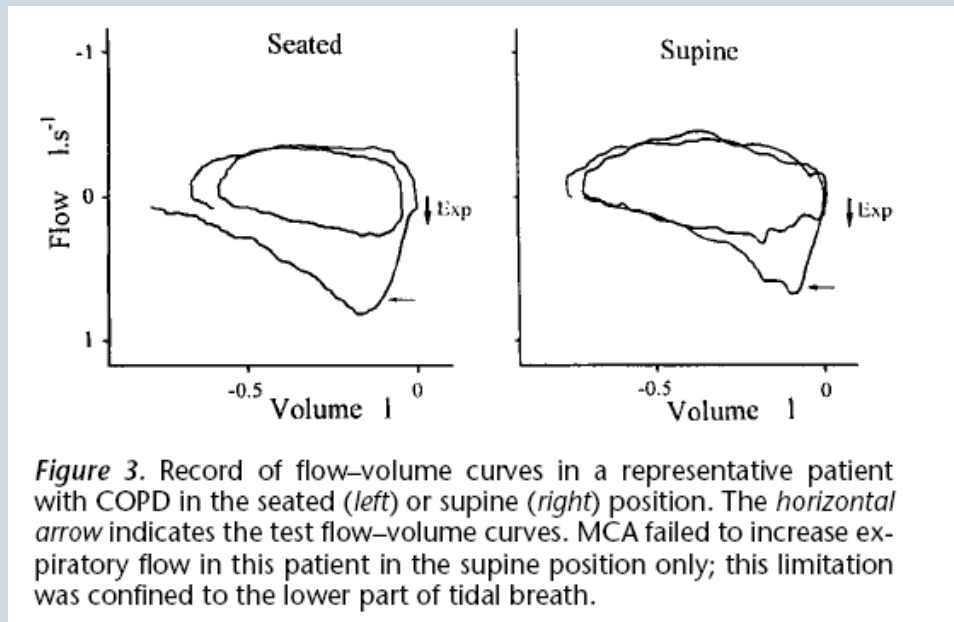 Seated
Supine
-1
Flow l.s-1
0
Exp
Exp
1
-0.5
0
-0.5
0
Volume l
Volume l
Figure 3. Record of flow–volume curves in a representative patient
with COPD in the seated (left) or supine (right) position. The horizontal
arrow indicates the test flow–volume curves. MCA failed to increase ex-
piratory flow in this patient in the supine position only; this limitation
was confined to the lower part of tidal breath.